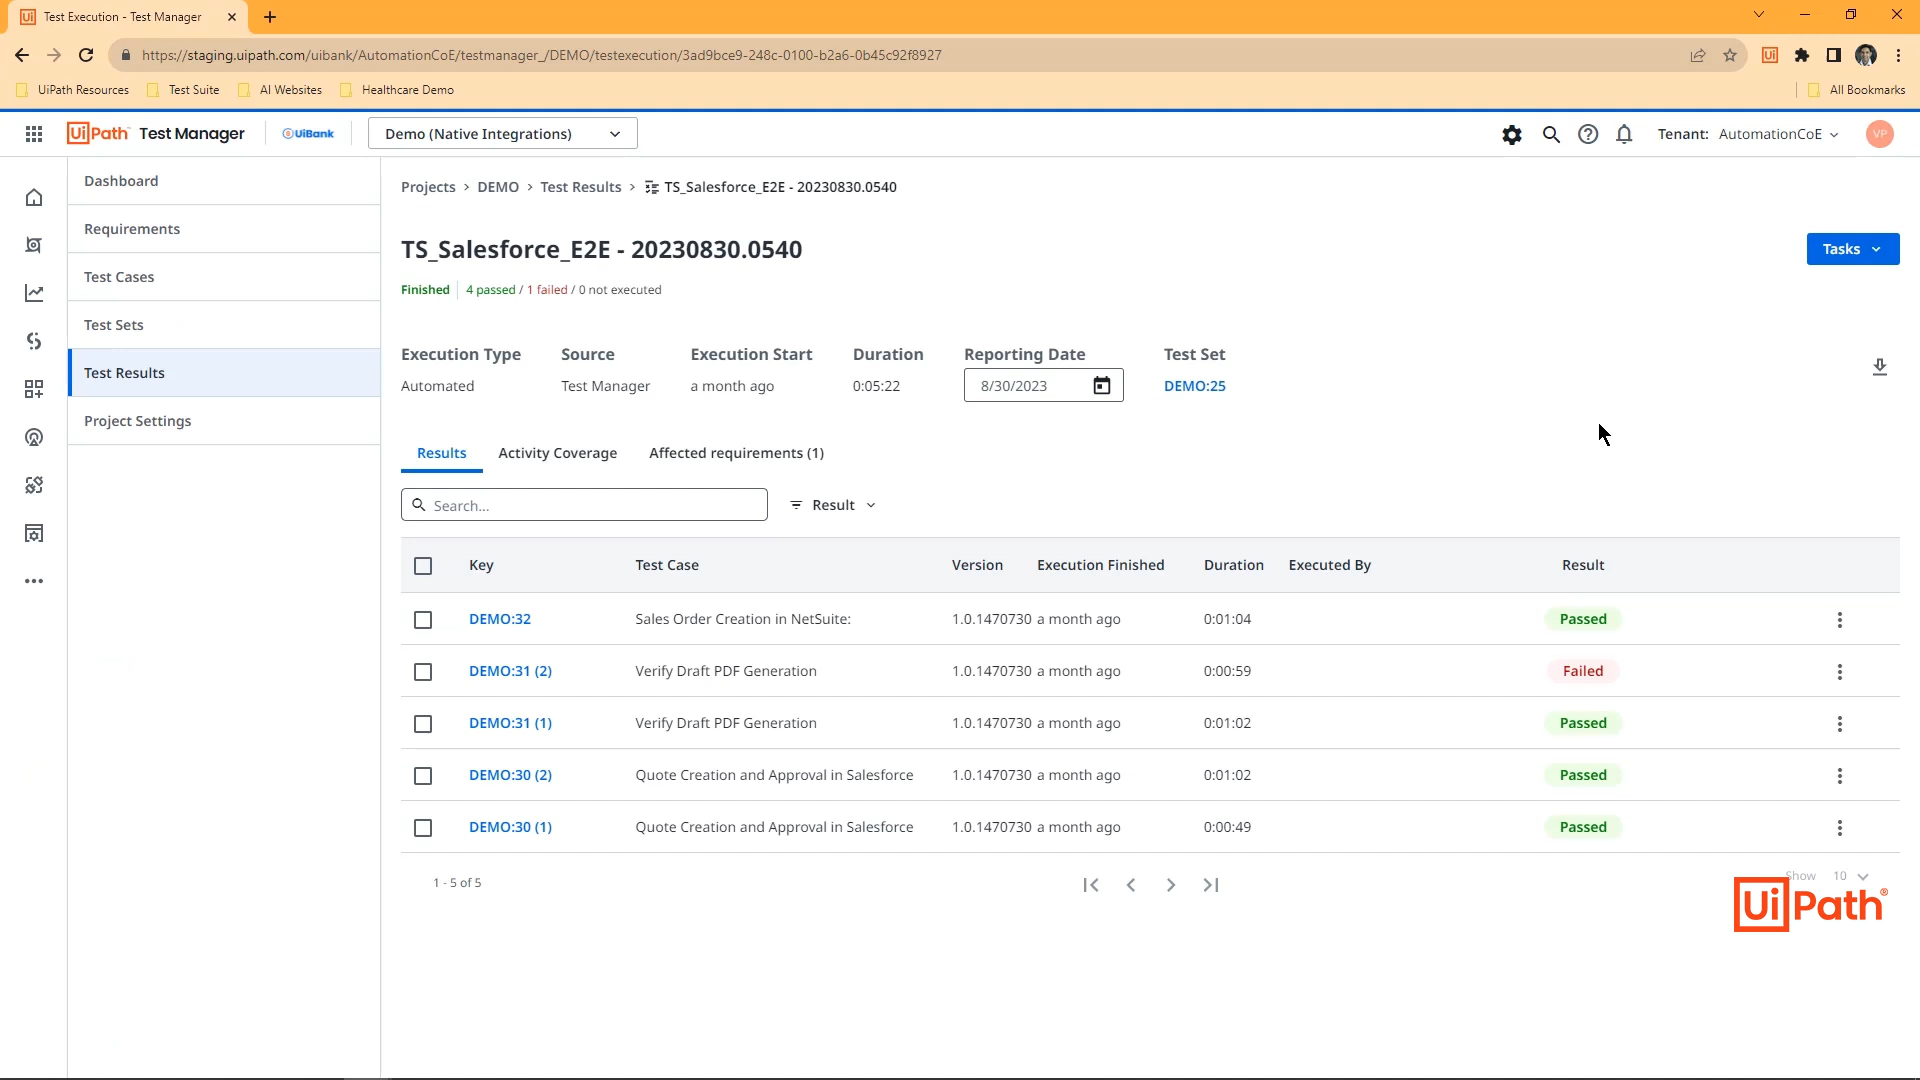 Test Execution - Test Manager
https://staging.uipath.com/uibank/AutomationCoE/testmanager_/DEMO/testexecution/3ad9bce9-248c-0100-b2a6-0b45c92f8927
UiPath Resources Test Suite AI Websites Healthcare Demo All Bookmarks
UiPath Test Manager UiBank Demo (Native Integrations) Tenant: AutomationCoE VP
Dashboard
Requirements
Test Cases
Test Sets
Test Results
Project Settings
Projects > DEMO > Test Results > TS_Salesforce_E2E - 20230830.0540
TS_Salesforce_E2E - 20230830.0540
Tasks
Finished 4 passed / 1 failed / 0 not executed
Execution Type Source Execution Start Duration Reporting Date Test Set
Automated Test Manager a month ago 0:05:22 8/30/2023 DEMO:25
Results Activity Coverage Affected requirements (1)
Search... Result
Key Test Case Version Execution Finished Duration Executed By Result
DEMO:32 Sales Order Creation in NetSuite: 1.0.1470730 a month ago 0:01:04 Passed
DEMO:31 (2) Verify Draft PDF Generation 1.0.1470730 a month ago 0:00:59 Failed
DEMO:31 (1) Verify Draft PDF Generation 1.0.1470730 a month ago 0:01:02 Passed
DEMO:30 (2) Quote Creation and Approval in Salesforce 1.0.1470730 a month ago 0:01:02 Passed
DEMO:30 (1) Quote Creation and Approval in Salesforce 1.0.1470730 a month ago 0:00:49 Passed
1 - 5 of 5 Show 10
UiPath®